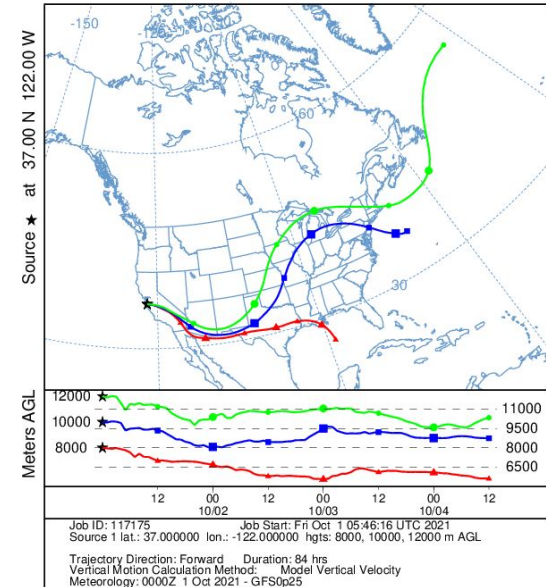 -150
-120
60
30
Source ★ at 37.00 N 122.00 W
Meters AGL
12000
10000
8000
11000
9500
8000
6500
12 00 12 00 12 00 12
10/02 10/03 10/04
Job ID: 117175 Job Start: Fri Oct 1 05:46:16 UTC 2021
Source 1 lat.: 37.000000 lon.: -122.000000 hgts: 8000, 10000, 12000 m AGL
Trajectory Direction: Forward Duration: 84 hrs
Vertical Motion Calculation Method: Model Vertical Velocity
Meteorology: 0000Z 1 Oct 2021 - GFS0p25